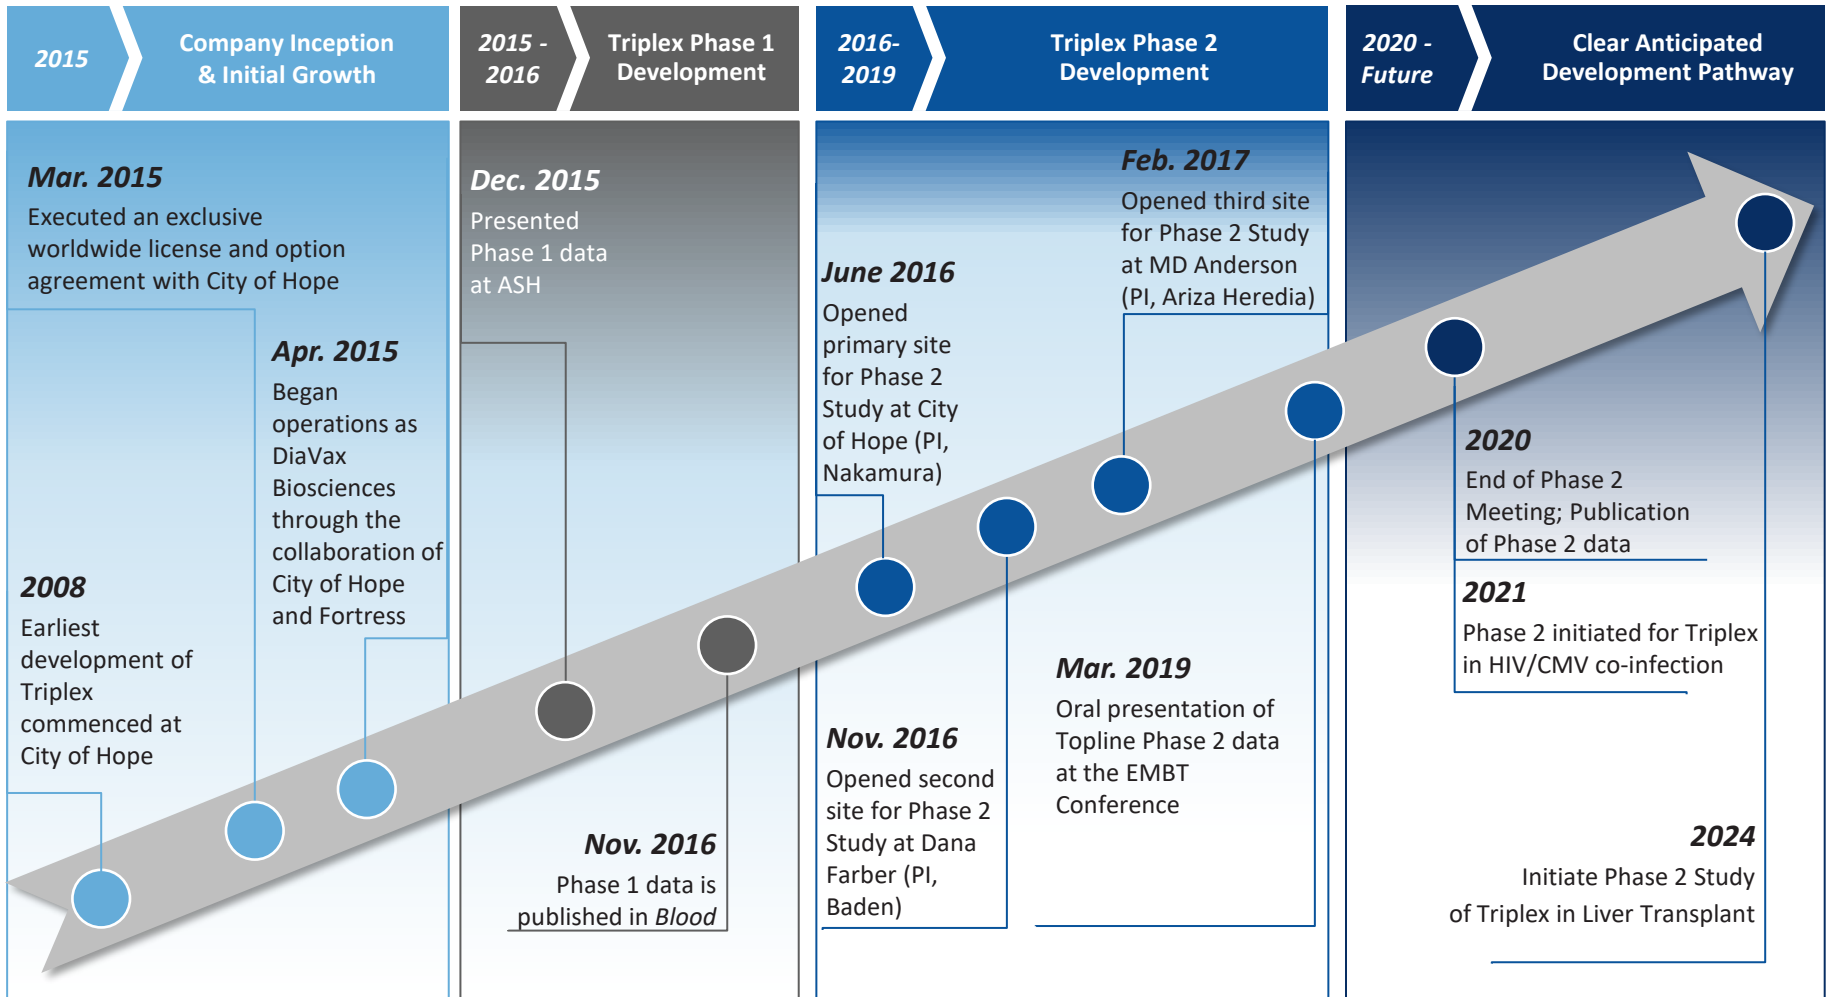 2015
Company Inception
& Initial Growth
2015 -
2016
Triplex Phase 1
Development
2016-
2019
Triplex Phase 2
Development
2020 -
Future
Clear Anticipated
Development Pathway
Mar. 2015
Executed an exclusive
worldwide license and option
agreement with City of Hope
Apr. 2015
Began
operations as
DiaVax
Biosciences
through the
collaboration of
City of Hope
and Fortress
2008
Earliest
development of
Triplex
commenced at
City of Hope
Dec. 2015
Presented
Phase 1 data
at ASH
Nov. 2016
Phase 1 data is
published in Blood
June 2016
Opened
primary site
for Phase 2
Study at City
of Hope (PI,
Nakamura)
Nov. 2016
Opened second
site for Phase 2
Study at Dana
Farber (PI,
Baden)
Feb. 2017
Opened third site
for Phase 2 Study
at MD Anderson
(PI, Ariza Heredia)
Mar. 2019
Oral presentation of
Topline Phase 2 data
at the EMBT
Conference
2020
End of Phase 2
Meeting; Publication
of Phase 2 data
2021
Phase 2 initiated for Triplex
in HIV/CMV co-infection
2024
Initiate Phase 2 Study
of Triplex in Liver Transplant